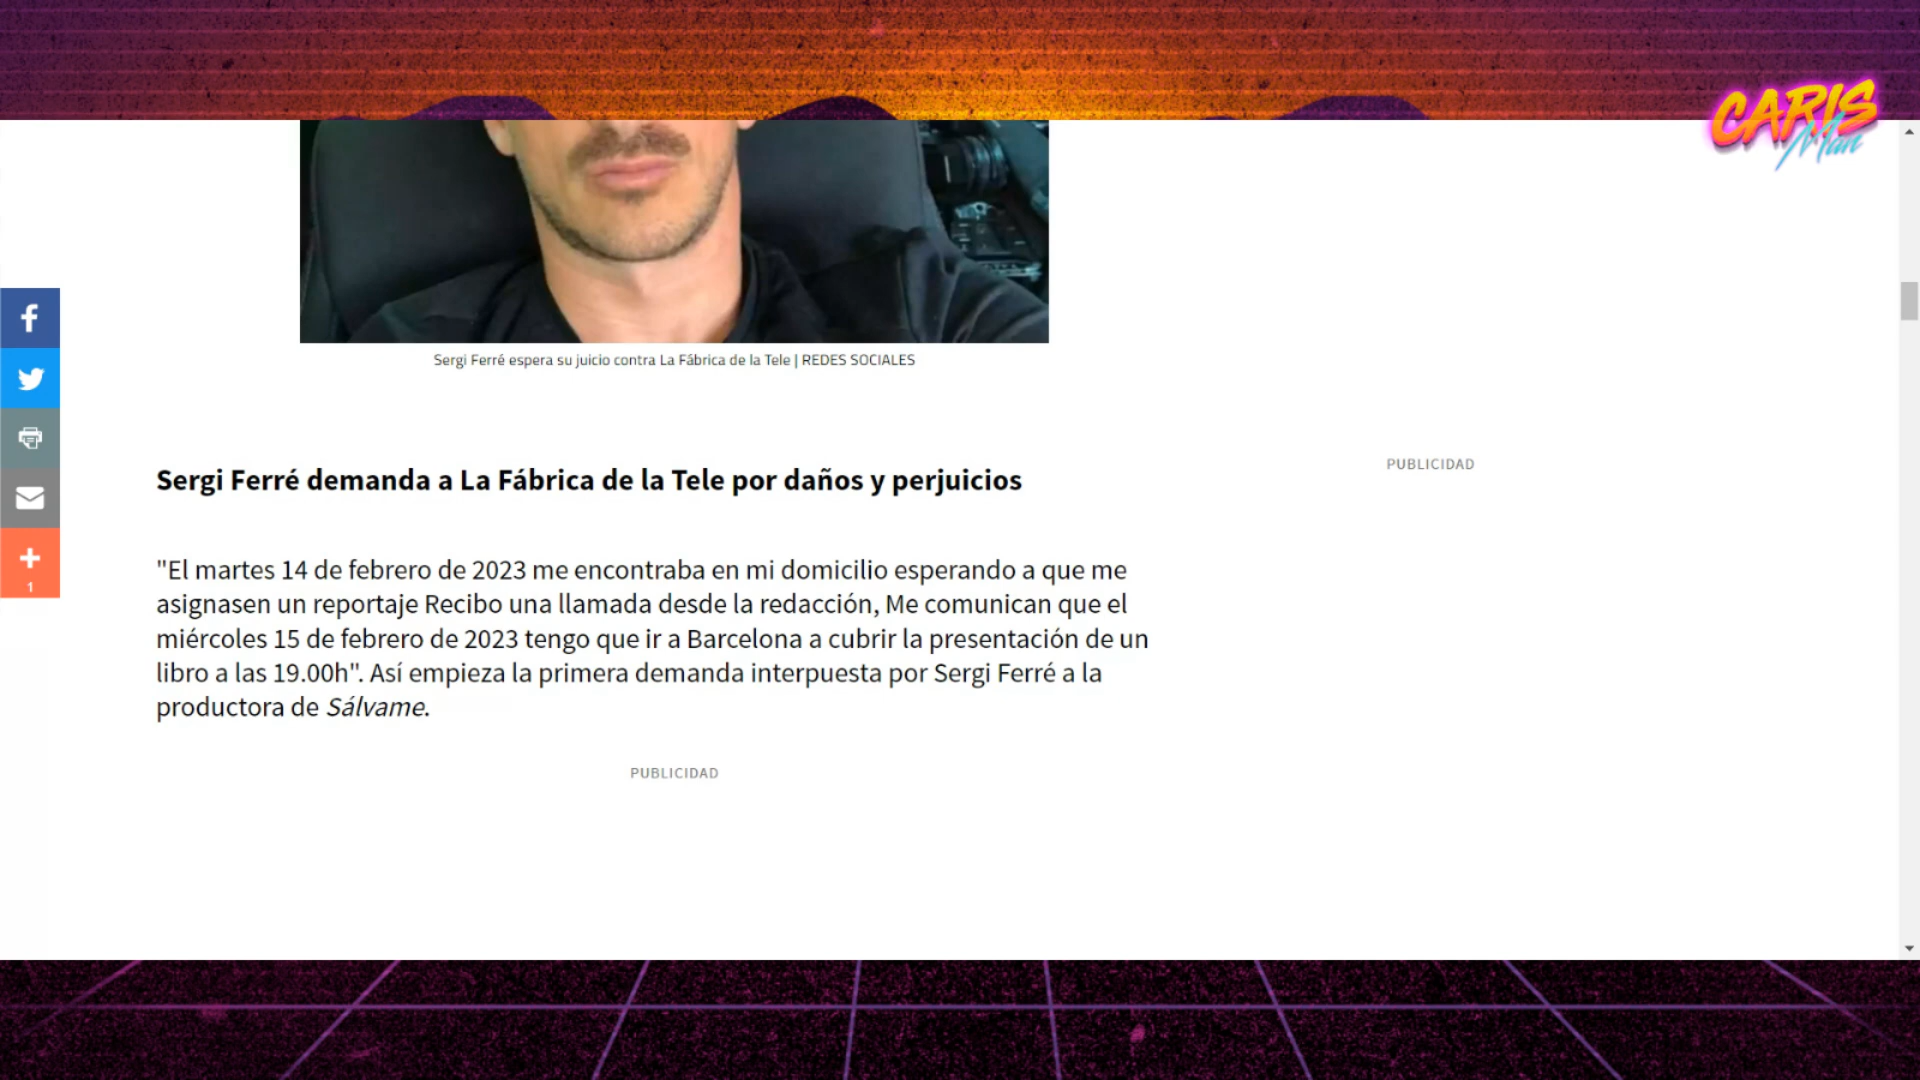 CARIS
Man
Sergi Ferré espera su juicio contra La Fábrica de la Tele | REDES SOCIALES
Sergi Ferré demanda a La Fábrica de la Tele por daños y perjuicios
PUBLICIDAD
"El martes 14 de febrero de 2023 me encontraba en mi domicilio esperando a que me
asignasen un reportaje Recibo una llamada desde la redacción, Me comunican que el
miércoles 15 de febrero de 2023 tengo que ir a Barcelona a cubrir la presentación de un
libro a las 19.00h". Así empieza la primera demanda interpuesta por Sergi Ferré a la
productora de Sálvame.
1
PUBLICIDAD